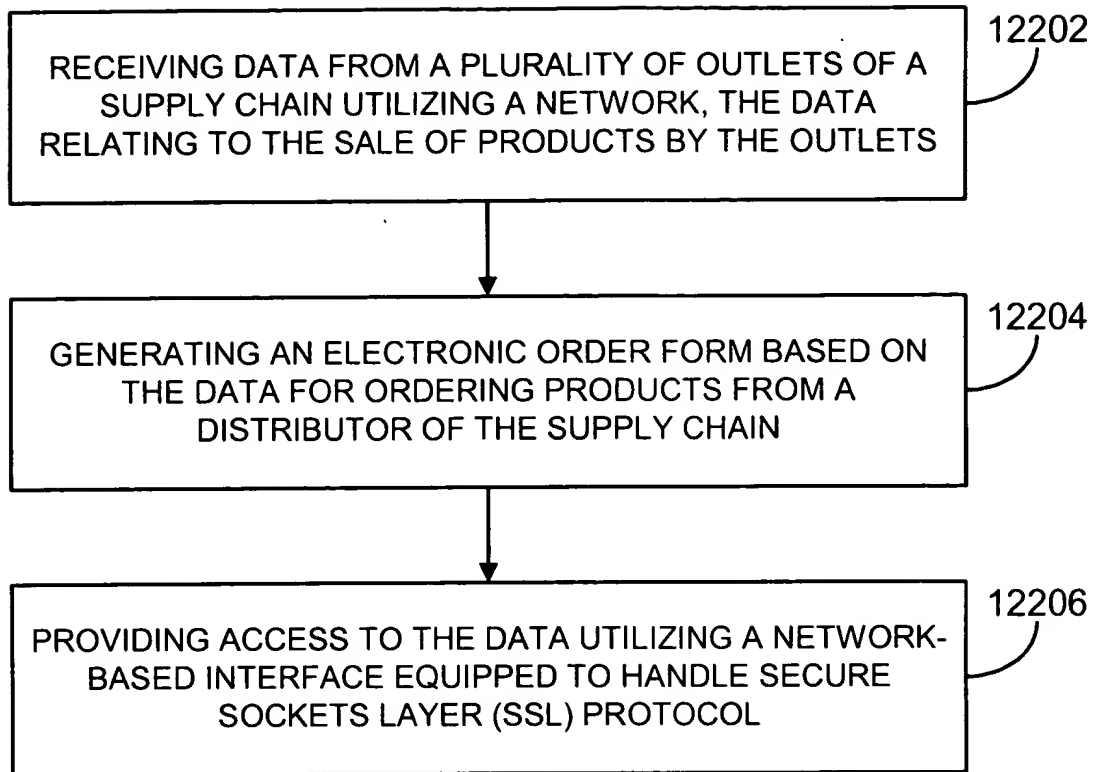 12202
RECEIVING DATA FROM A PLURALITY OF OUTLETS OF A
SUPPLY CHAIN UTILIZING A NETWORK, THE DATA
RELATING TO THE SALE OF PRODUCTS BY THE OUTLETS
12204
GENERATING AN ELECTRONIC ORDER FORM BASED ON
THE DATA FOR ORDERING PRODUCTS FROM A
DISTRIBUTOR OF THE SUPPLY CHAIN
12206
PROVIDING ACCESS TO THE DATA UTILIZING A NETWORK-
BASED INTERFACE EQUIPPED TO HANDLE SECURE
SOCKETS LAYER (SSL) PROTOCOL